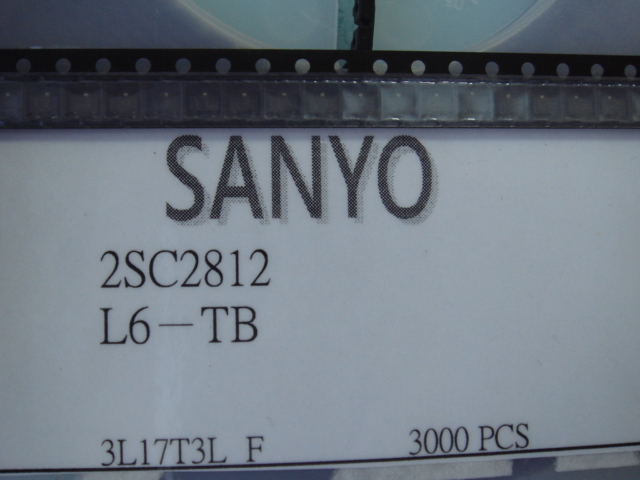 SANYO
2SC2812
L6-TB
3L17T3L F
3000 PCS